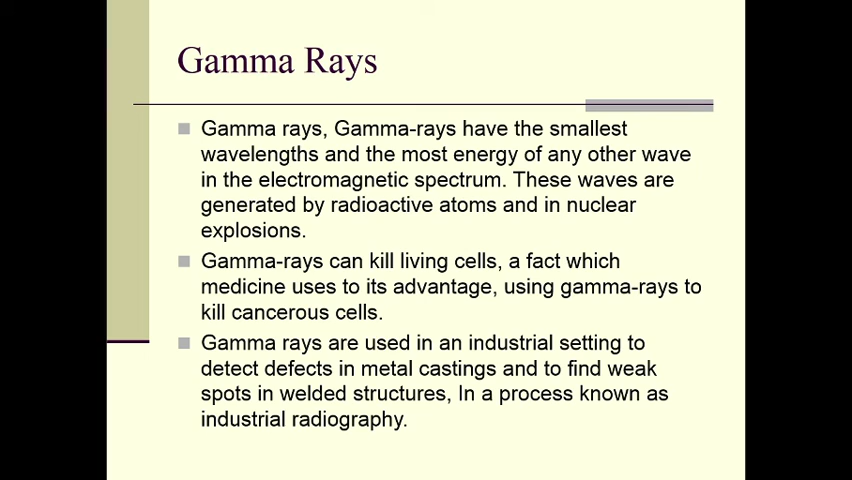 Gamma Rays
Gamma rays, Gamma-rays have the smallest
wavelengths and the most energy of any other wave
in the electromagnetic spectrum. These waves are
generated by radioactive atoms and in nuclear
explosions.
Gamma-rays can kill living cells, a fact which
medicine uses to its advantage, using gamma-rays to
kill cancerous cells.
Gamma rays are used in an industrial setting to
detect defects in metal castings and to find weak
spots in welded structures, In a process known as
industrial radiography.